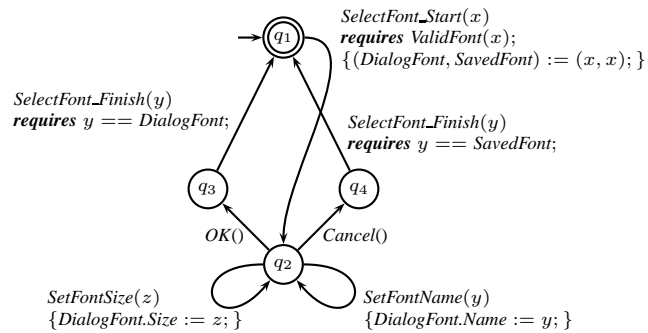 SelectFont_Start(x)
q1
requires ValidFont(x);
{(DialogFont, SavedFont) := (x, x); }
SelectFont_Finish(y)
requires y == DialogFont;
SelectFont_Finish(y)
requires y == SavedFont;
q3
q4
OK()
Cancel()
q2
SetFontSize(z)
{DialogFont.Size := z; }
SetFontName(y)
{DialogFont.Name := y; }